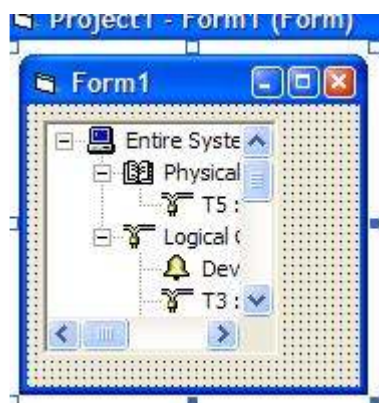 Project1 - Form1 (Form)
Form1
Entire Syste
Physical
T5 :
Logical
Dev
T3 :